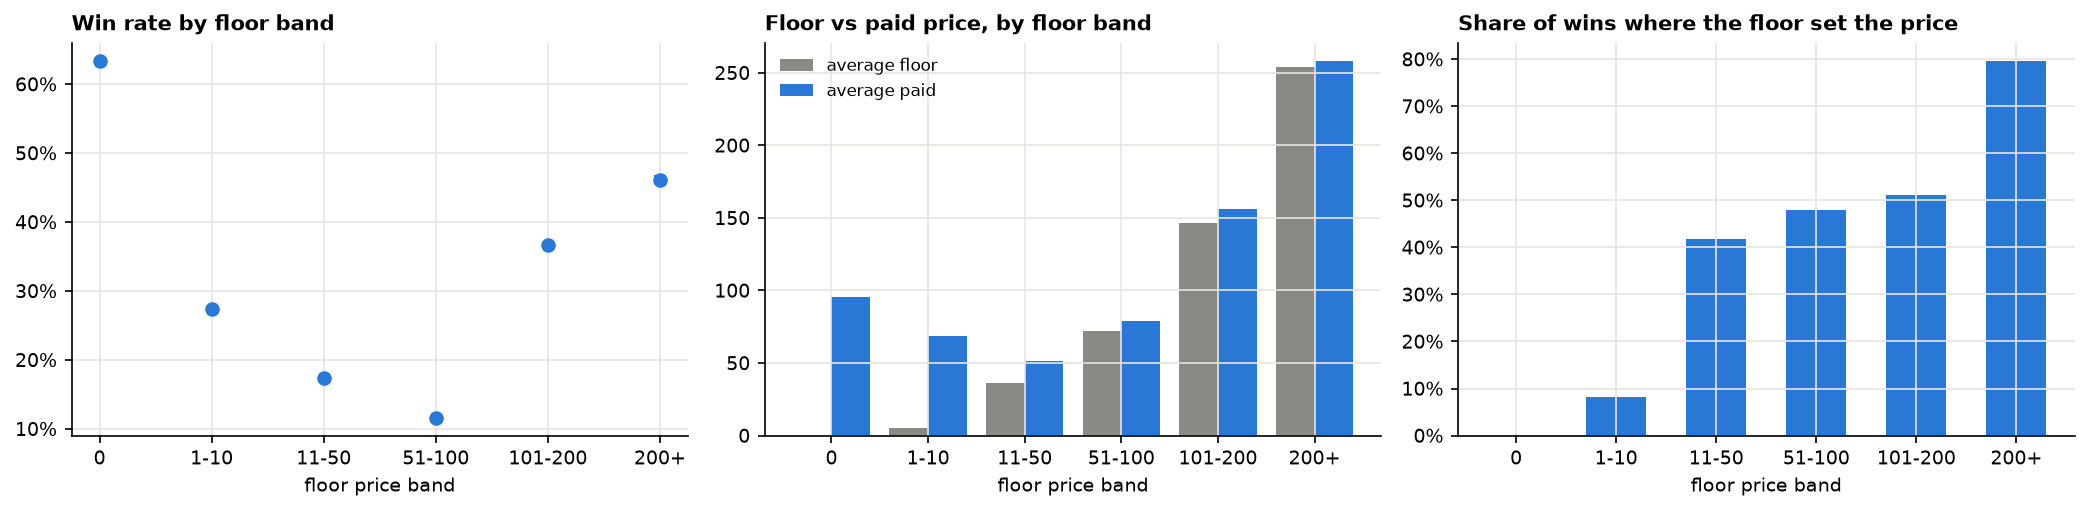 Win rate by floor band
60%
50%
40%
30%
20%
10%
0 1-10 11-50 51-100 101-200 200+
floor price band
Floor vs paid price, by floor band
average floor
average paid
250
200
150
100
50
0
0 1-10 11-50 51-100 101-200 200+
floor price band
Share of wins where the floor set the price
80%
70%
60%
50%
40%
30%
20%
10%
0%
0 1-10 11-50 51-100 101-200 200+
floor price band